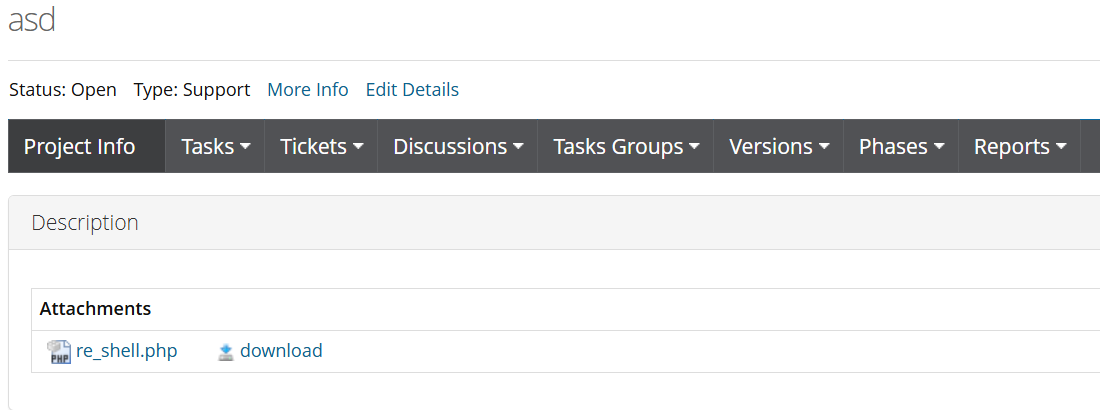 asd
Status: Open Type: Support More Info Edit Details
Project Info Tasks Tickets Discussions Tasks Groups Versions Phases Reports
Description
Attachments
PHP re_shell.php download